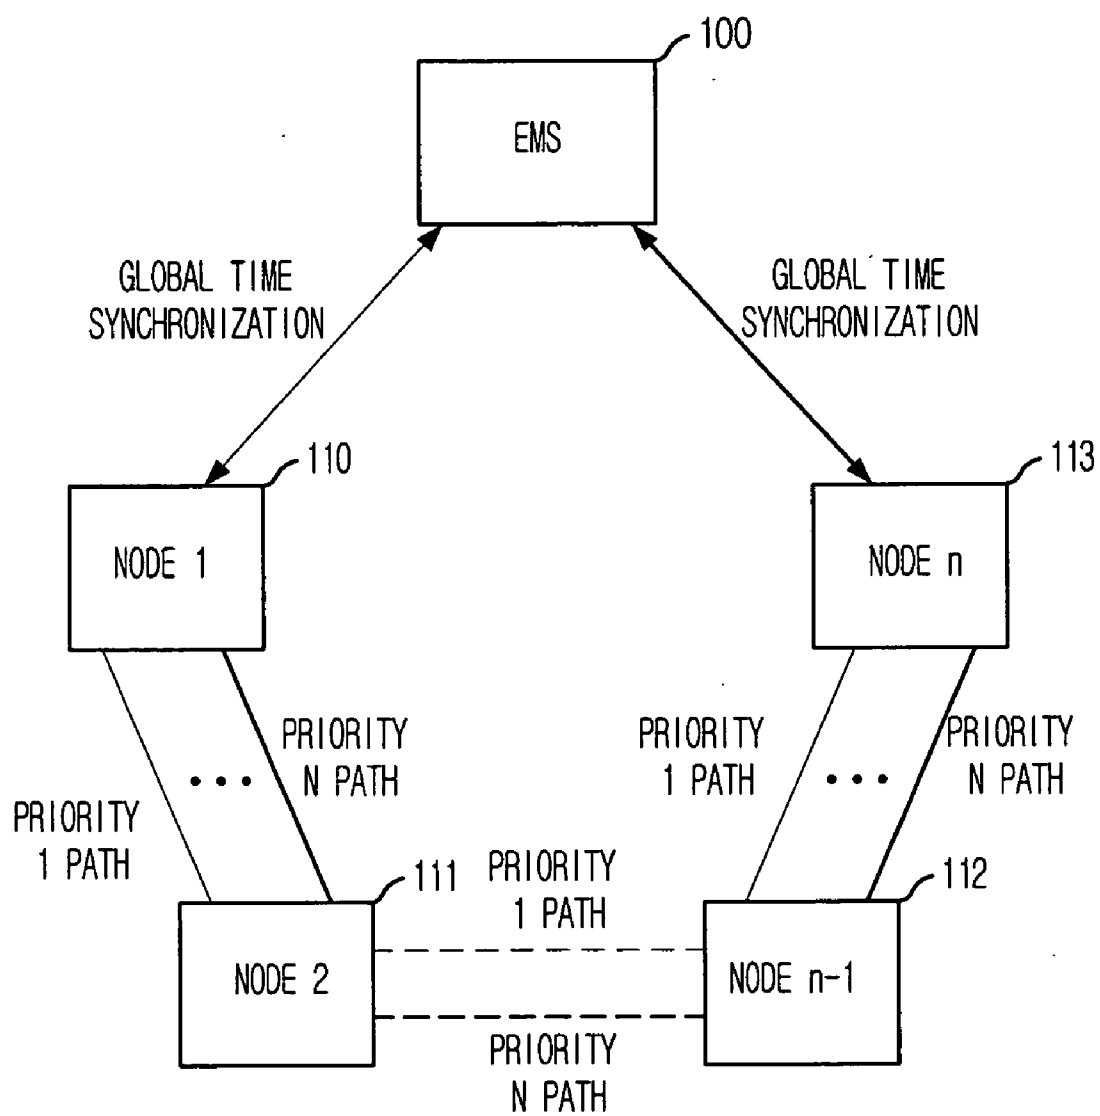 100
EMS
GLOBAL TIME
SYNCHRONIZATION
GLOBAL TIME
SYNCHRONIZATION
110
113
NODE 1
NODE n
PRIORITY
N PATH
PRIORITY
1 PATH
PRIORITY
N PATH
PRIORITY
1 PATH
111
PRIORITY
1 PATH
112
NODE 2
NODE n-1
PRIORITY
N PATH